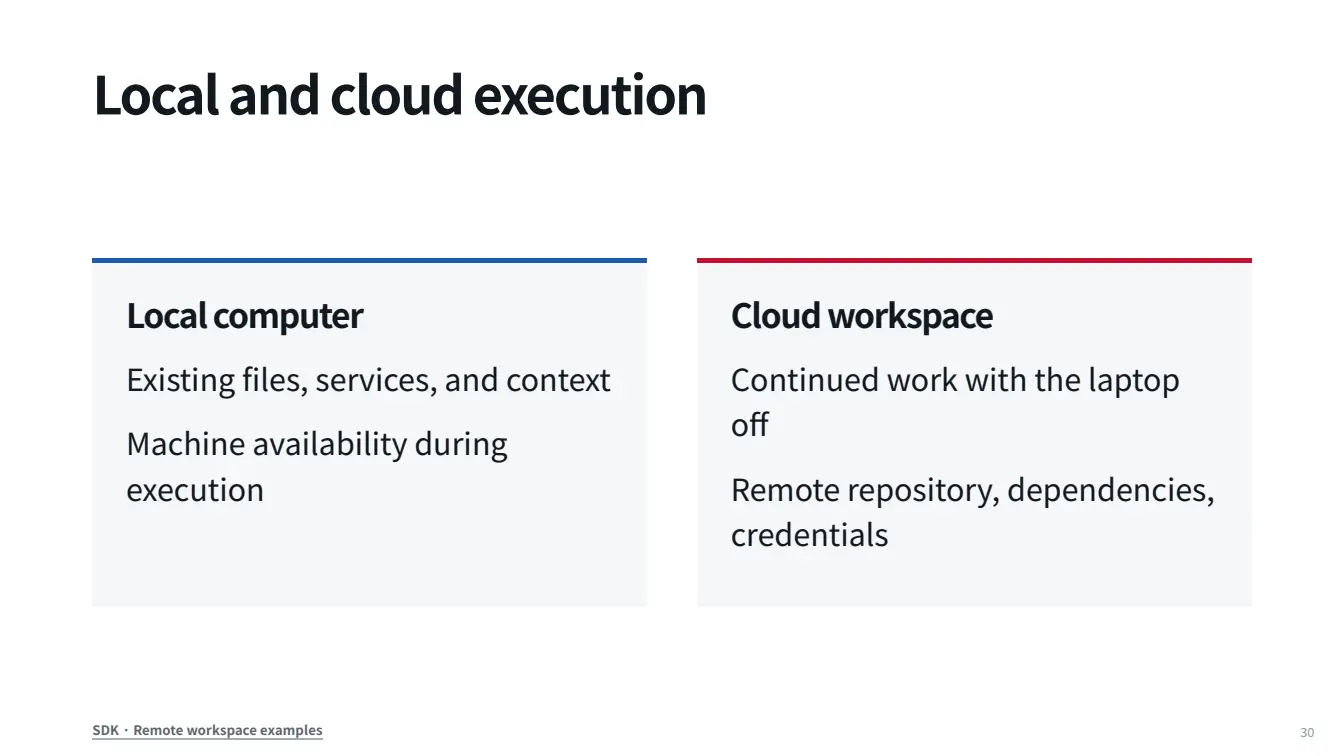 Local and cloud execution
Local computer
Existing files, services, and context
Machine availability during
execution
Cloud workspace
Continued work with the laptop
off
Remote repository, dependencies,
credentials
SDK · Remote workspace examples
30